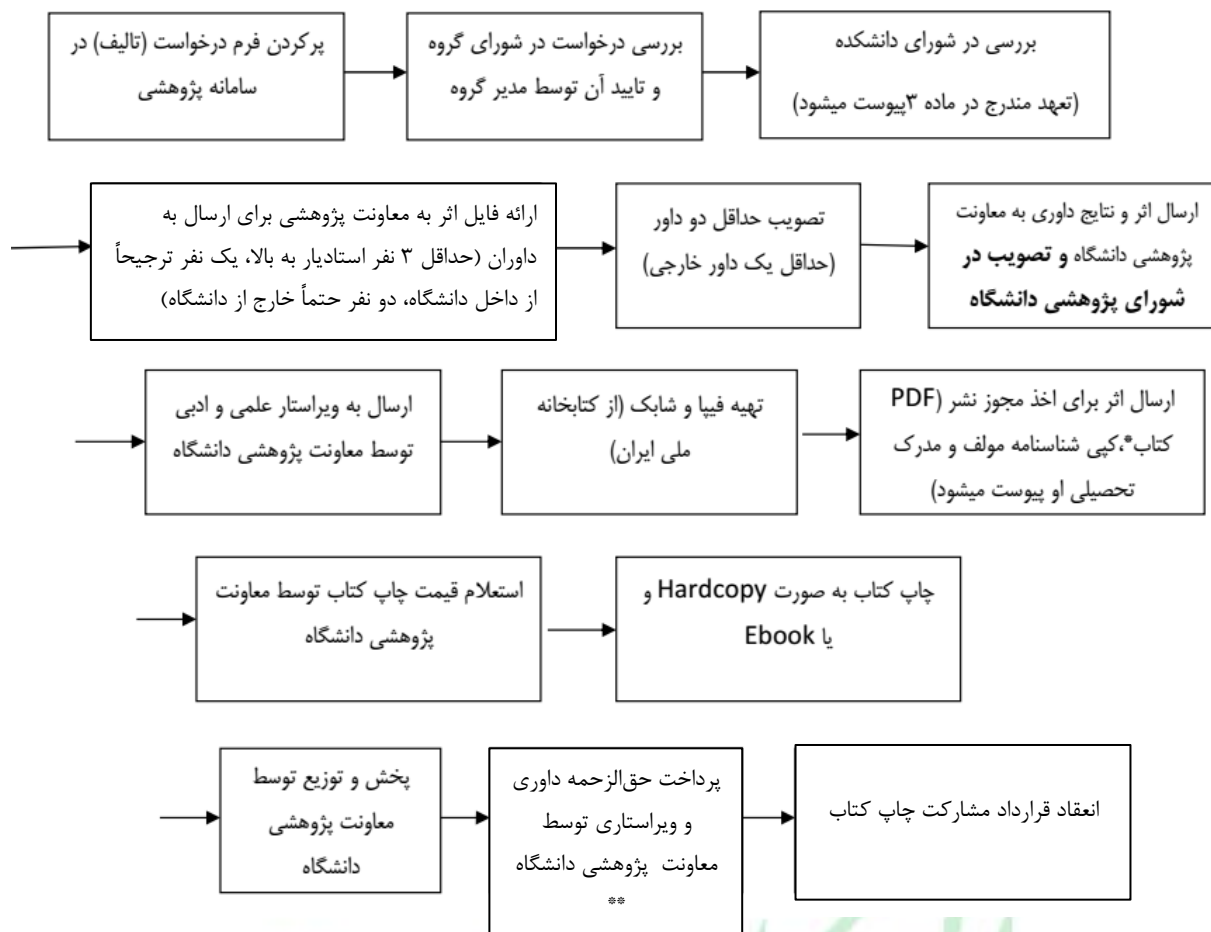 پرکردن فرم درخواست (تالیف) در
سامانه پژوهشی
بررسی درخواست در شورای گروه
و تایید آن توسط مدیر گروه
بررسی در شورای دانشکده
(تعهد مندرج در ماده ۳پیوست میشود)
ارائه فایل اثر به معاونت پژوهشی برای ارسال به
داوران (حداقل ۳ نفر استادیار به بالا، یک نفر ترجیحاً
از داخل دانشگاه، دو نفر حتماً خارج از دانشگاه)
تصویب حداقل دو داور
(حداقل یک داور خارجی)
ارسال اثر و نتایج داوری به معاونت
پژوهشی دانشگاه و تصویب در
شورای پژوهشی دانشگاه
ارسال به ویراستار علمی و ادبی
توسط معاونت پژوهشی دانشگاه
تهیه فیپا و شابک (از کتابخانه
ملی ایران)
ارسال اثر برای اخذ مجوز نشر (PDF
کتاب*،کپی شناسنامه مولف و مدرک
تحصیلی او پیوست میشود)
استعلام قیمت چاپ کتاب توسط معاونت
پژوهشی دانشگاه
چاپ کتاب به صورت Hardcopy و
یا Ebook
پخش و توزیع توسط
معاونت پژوهشی
دانشگاه
پرداخت حق‌الزحمه داوری
و ویراستاری توسط
معاونت پژوهشی دانشگاه
**
انعقاد قرارداد مشارکت چاپ کتاب